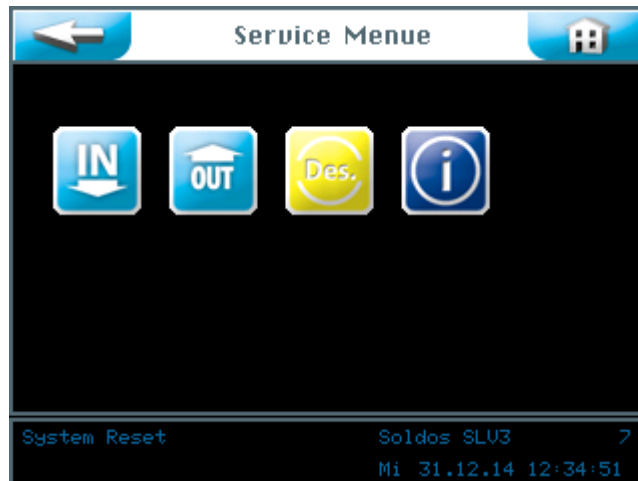 Service Menue
IN OUT Des. i
System Reset Soldos SLV3 7
Mi 31.12.14 12:34:51